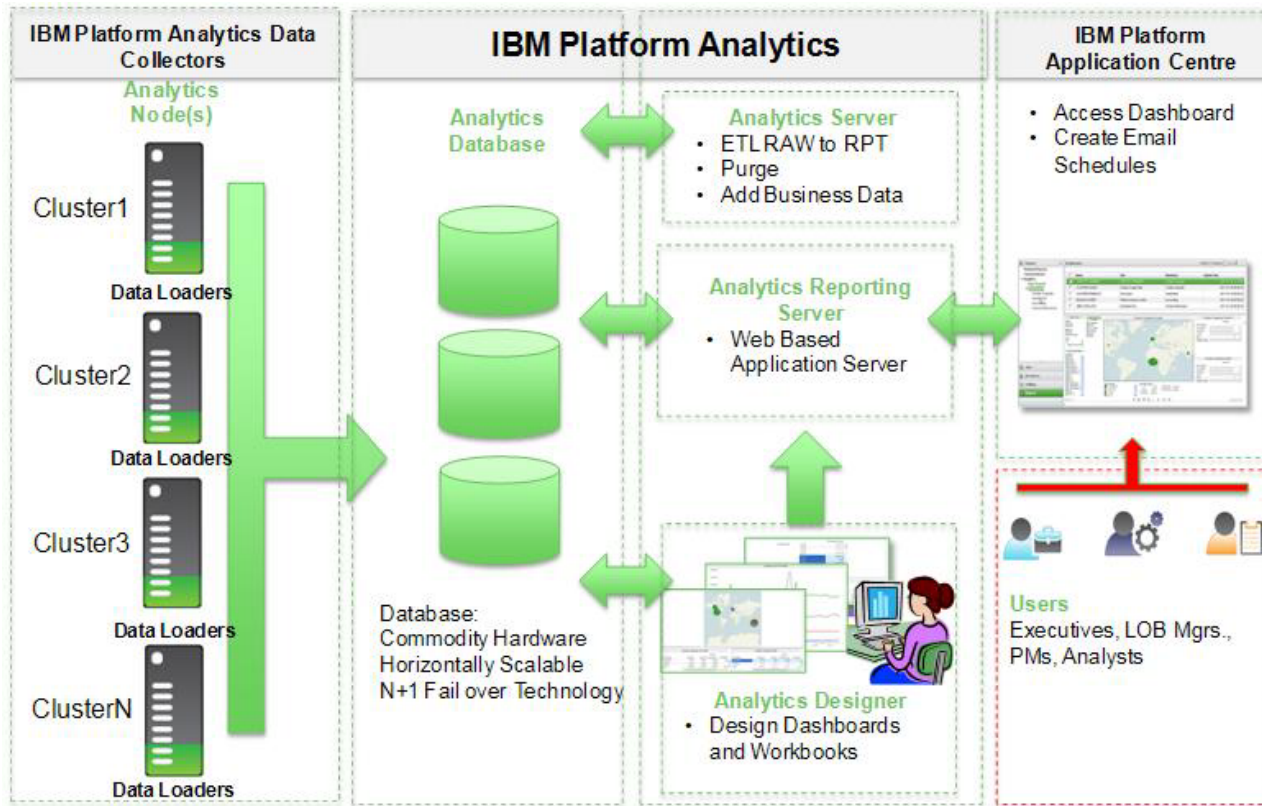 IBM Platform Analytics Data
Collectors
Analytics
Node(s)
Cluster1
Data Loaders
Cluster2
Data Loaders
Cluster3
Data Loaders
ClusterN
Data Loaders
IBM Platform Analytics
Analytics
Database
Database:
Commodity Hardware
Horizontally Scalable
N+1 Fail over Technology
Analytics Server
• ETL RAW to RPT
• Purge
• Add Business Data
Analytics Reporting
Server
• Web Based
Application Server
Analytics Designer
• Design Dashboards
and Workbooks
IBM Platform
Application Centre
• Access Dashboard
• Create Email
Schedules
Users
Executives, LOB Mgrs.,
PMs, Analysts